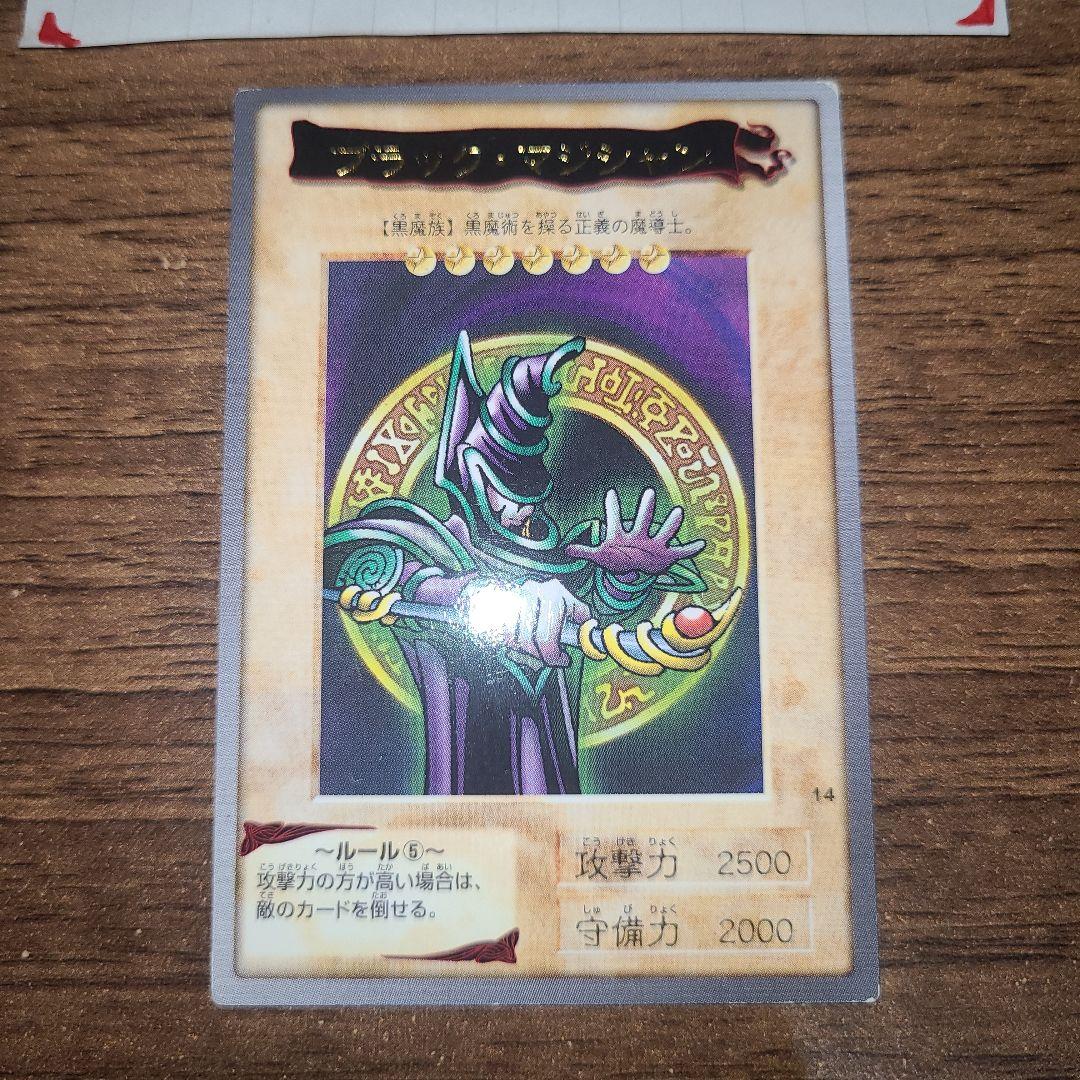 ブラック・マジシャン
【黒魔族】黒魔術を操る正義の魔導士。
14
〜ルール⑤〜
攻撃力の方が高い場合は、
敵のカードを倒せる。
攻撃力 2500
守備力 2000